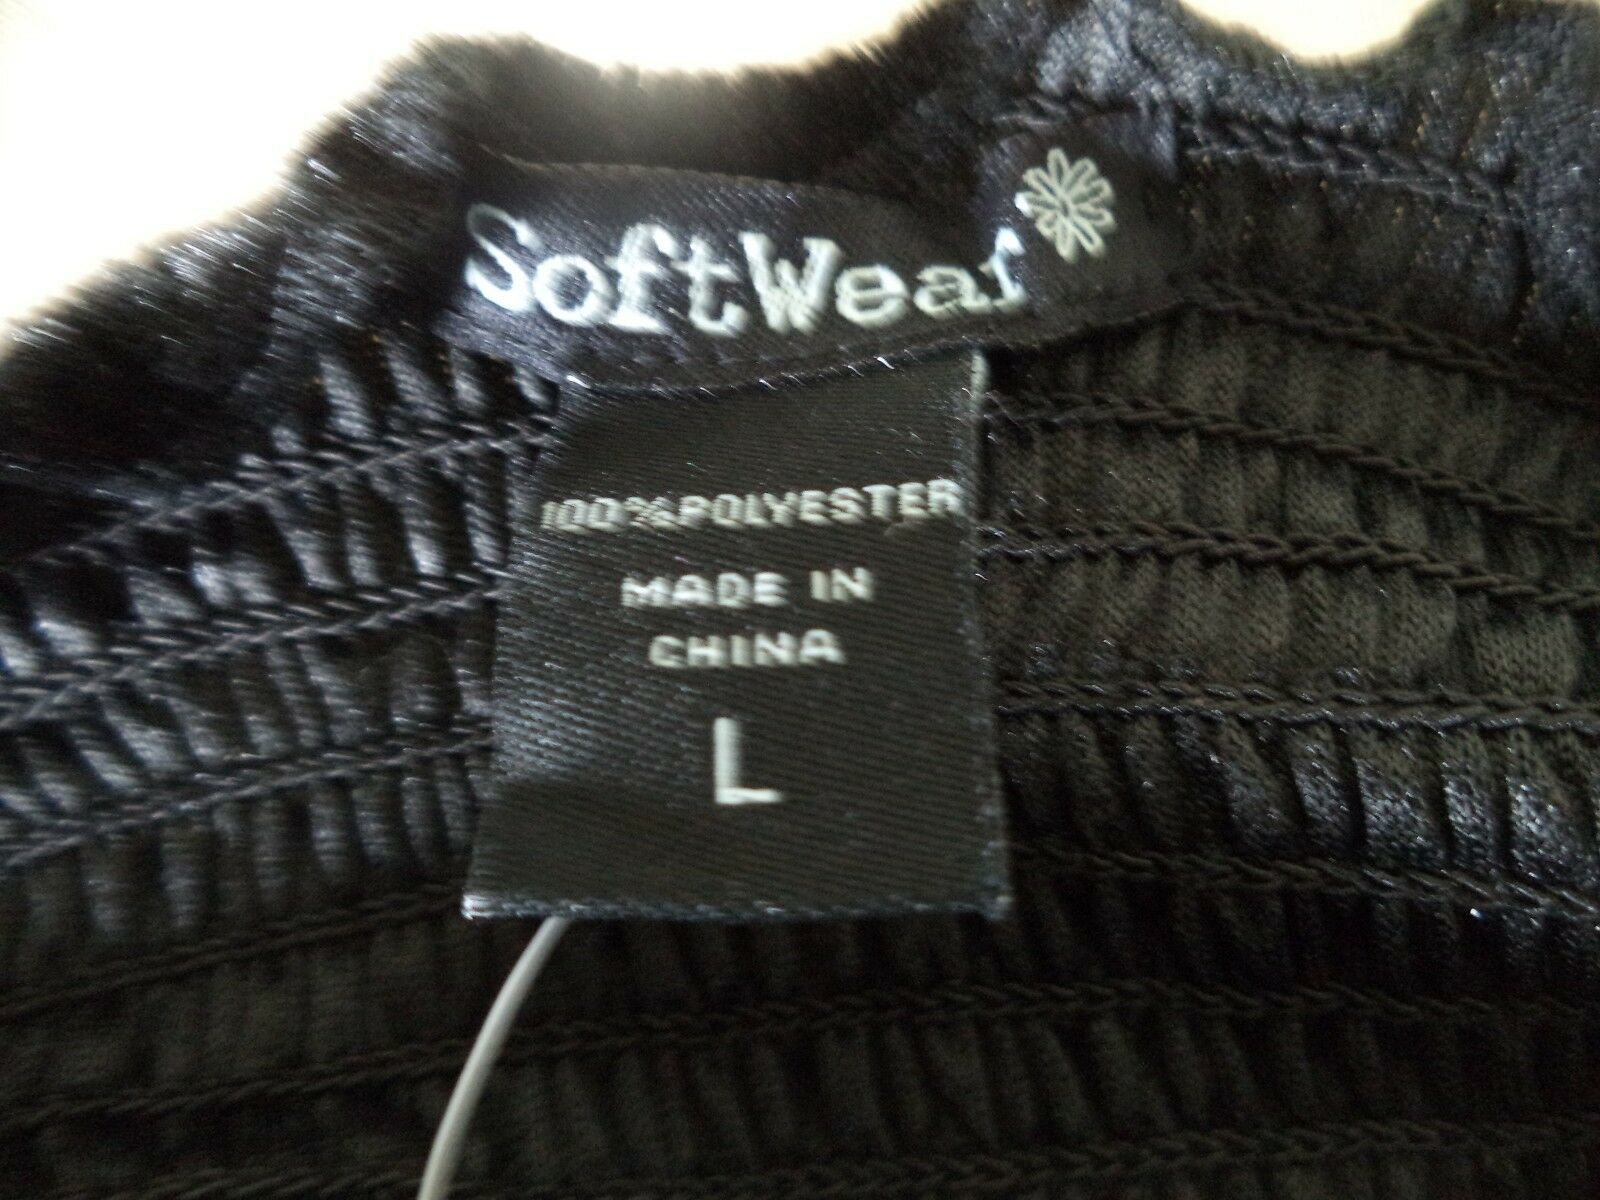 SoftWear
100% POLYESTER
MADE IN
CHINA
L